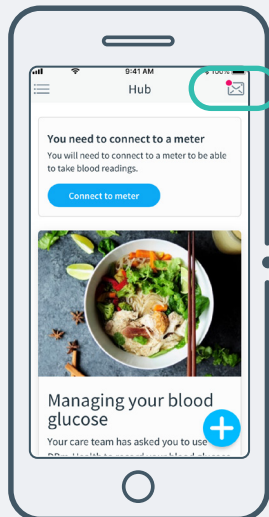 9:41 AM
100%
Hub
You need to connect to a meter
You will need to connect to a meter to be able
to take blood readings.
Connect to meter
Managing your blood
glucose
Your care team has asked you to use